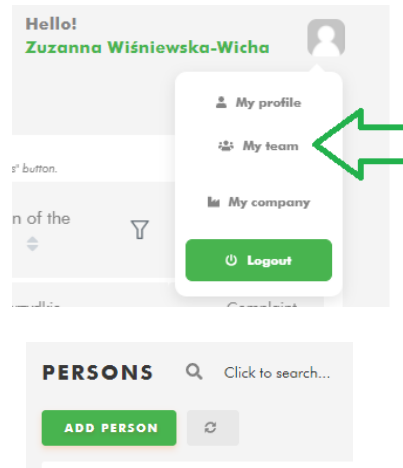 Hello!
Zuzanna Wiśniewska-Wicha
My profile
My team
s" button.
n of the
My company
Logout
Complaint
PERSONS Click to search...
ADD PERSON